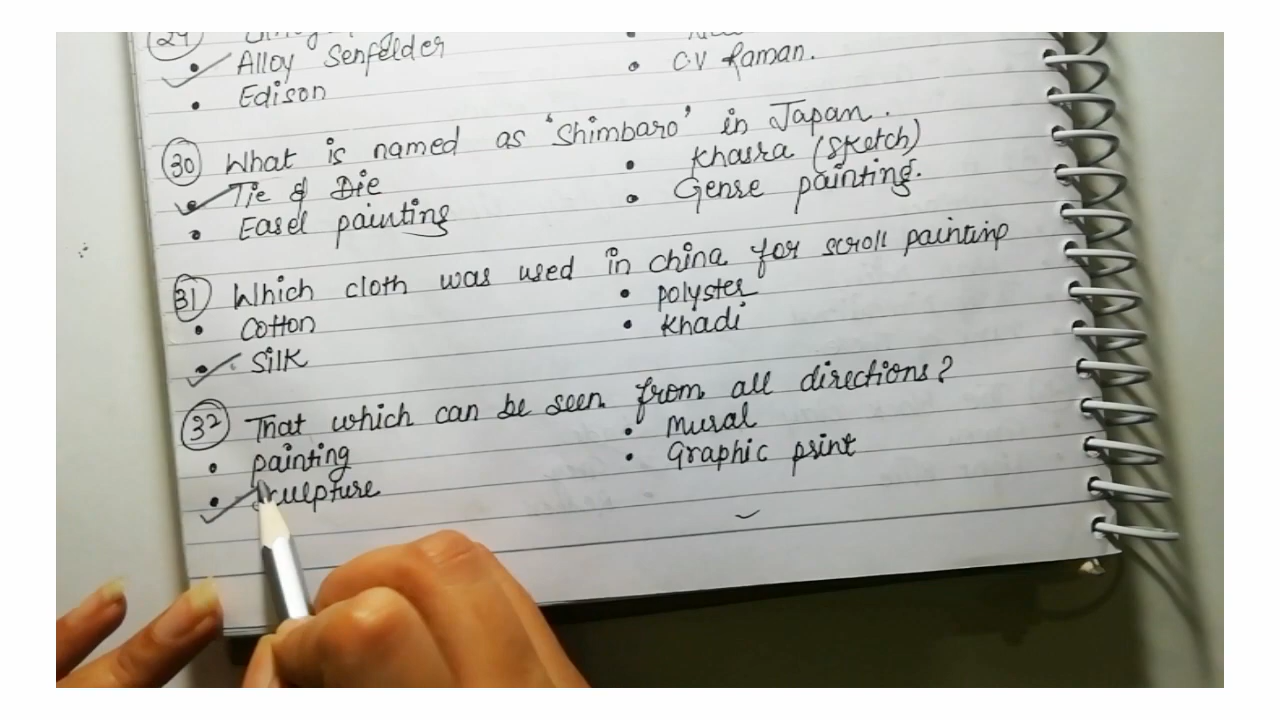 (29)
• Alloy Senfelder • C.V Raman.
• Edison
(30) What is named as 'Shimbaro' in Japan.
• Tie & Die • Khasra (Sketch)
• Easel painting • Gense painting.
(31) Which cloth was used in china for scroll painting
• Cotton • polyster
• Silk • Khadi
(32) That which can be seen from all directions?
• painting • Mural
• Sculpture • Graphic print